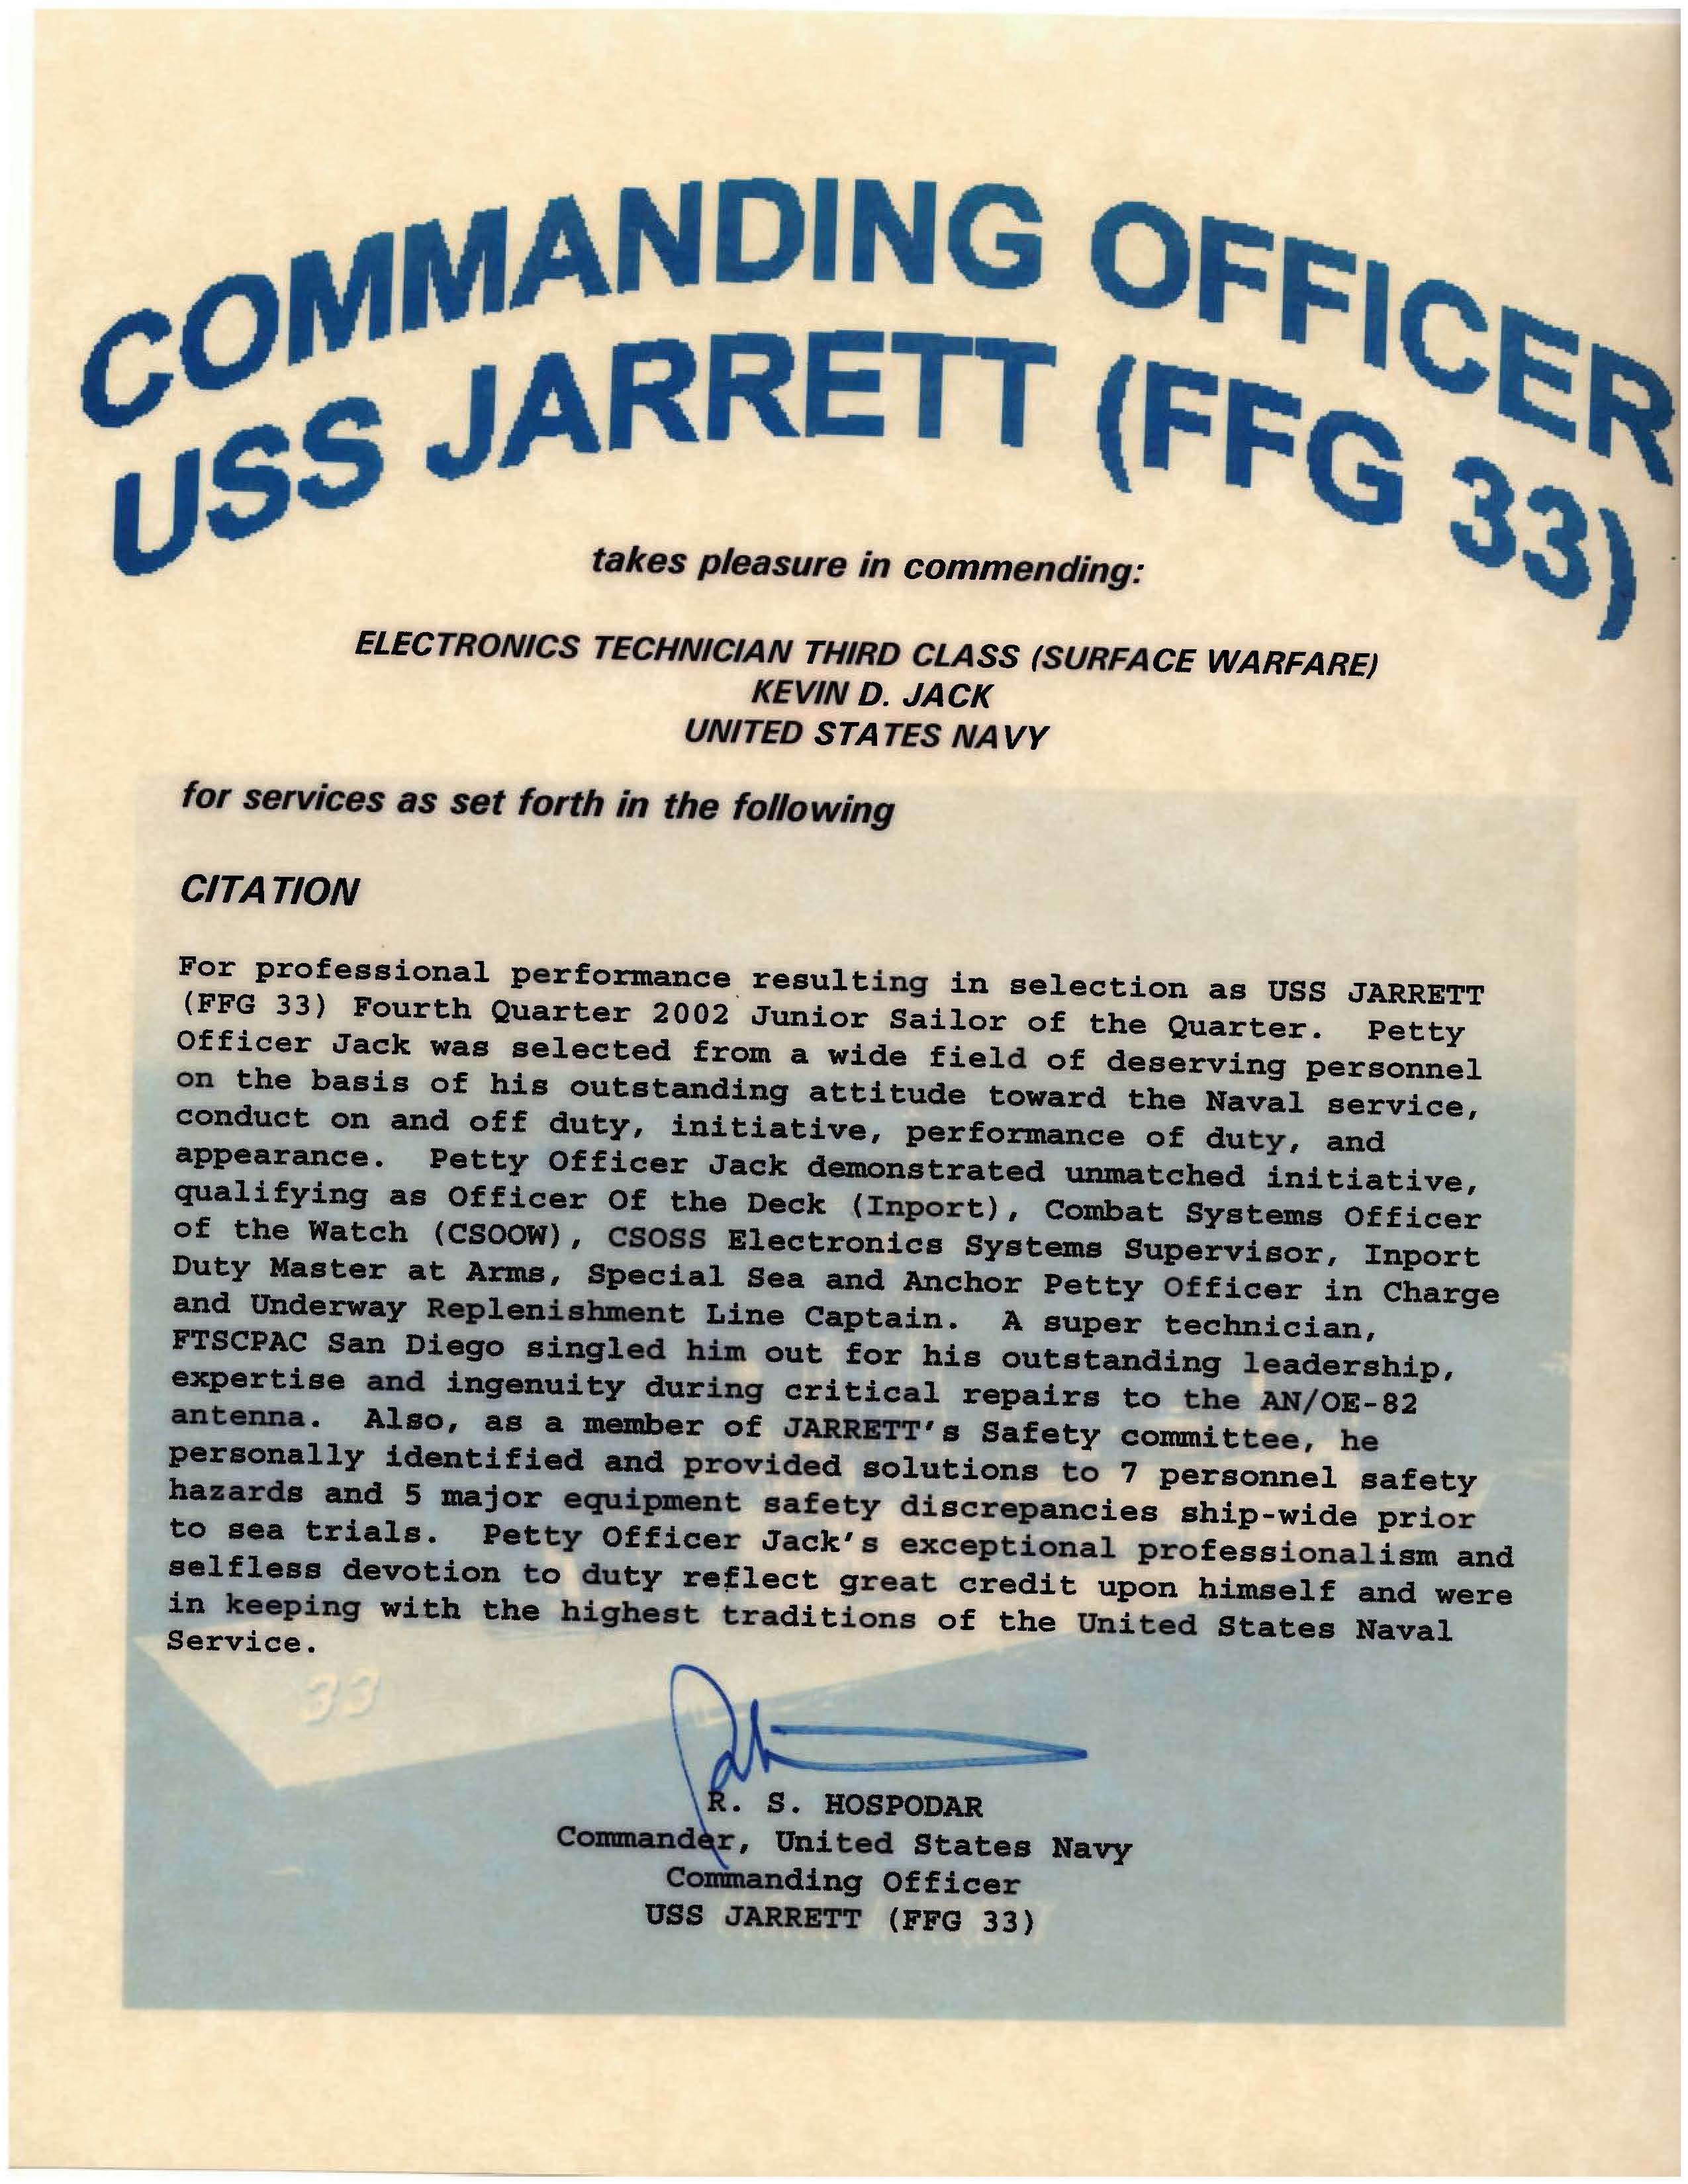 COMMANDING OFFICER
USS JARRETT (FFG 33)
takes pleasure in commending:
ELECTRONICS TECHNICIAN THIRD CLASS (SURFACE WARFARE)
KEVIN D. JACK
UNITED STATES NAVY
for services as set forth in the following
CITATION
For professional performance resulting in selection as USS JARRETT
(FFG 33) Fourth Quarter 2002 Junior Sailor of the Quarter. Petty
Officer Jack was selected from a wide field of deserving personnel
on the basis of his outstanding attitude toward the Naval service,
conduct on and off duty, initiative, performance of duty, and
appearance. Petty Officer Jack demonstrated unmatched initiative,
qualifying as Officer Of the Deck (Inport), Combat Systems Officer
of the Watch (CSOOW), CSOSS Electronics Systems Supervisor, Inport
Duty Master at Arms, Special Sea and Anchor Petty Officer in Charge
and Underway Replenishment Line Captain. A super technician,
FTSCPAC San Diego singled him out for his outstanding leadership,
expertise and ingenuity during critical repairs to the AN/OE-82
antenna. Also, as a member of JARRETT's Safety committee, he
personally identified and provided solutions to 7 personnel safety
hazards and 5 major equipment safety discrepancies ship-wide prior
to sea trials. Petty Officer Jack's exceptional professionalism and
selfless devotion to duty reflect great credit upon himself and were
in keeping with the highest traditions of the United States Naval
Service.
33
R. S. HOSPODAR
Commander, United States Navy
Commanding Officer
USS JARRETT (FFG 33)